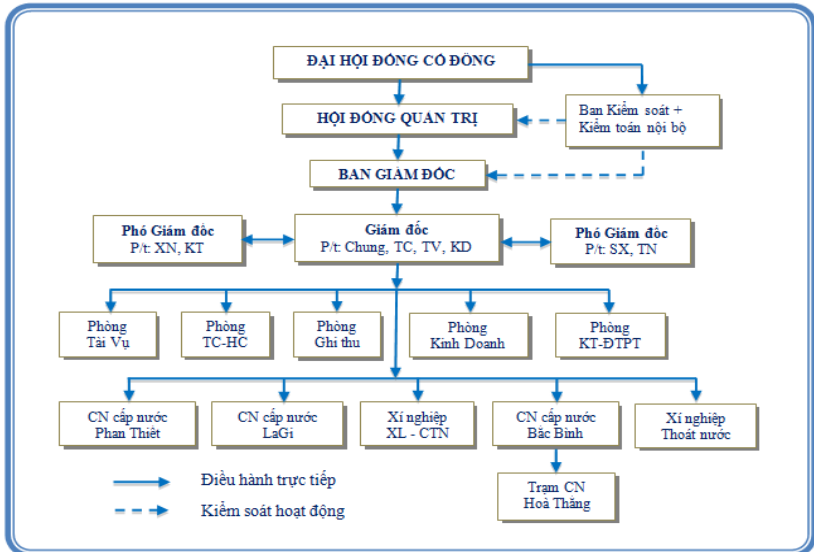 ĐẠI HỘI ĐỒNG CỔ ĐÔNG
HỘI ĐỒNG QUẢN TRỊ
Ban Kiểm soát +
Kiểm toán nội bộ
BAN GIÁM ĐỐC
Phó Giám đốc
P/t: XN, KT
Giám đốc
P/t: Chung, TC, TV, KD
Phó Giám đốc
P/t: SX, TN
Phòng
Tài Vụ
Phòng
TC-HC
Phòng
Ghi thu
Phòng
Kinh Doanh
Phòng
KT-ĐTPT
CN cấp nước
Phan Thiết
CN cấp nước
LaGi
Xí nghiệp
XL - CTN
CN cấp nước
Bắc Bình
Xí nghiệp
Thoát nước
Trạm CN
Hoà Thắng
Điều hành trực tiếp
Kiểm soát hoạt động